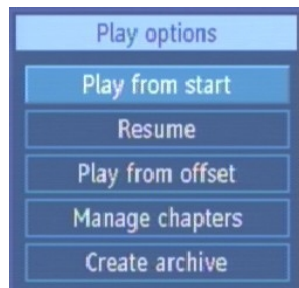 Play options
Play from start
Resume
Play from offset
Manage chapters
Create archive